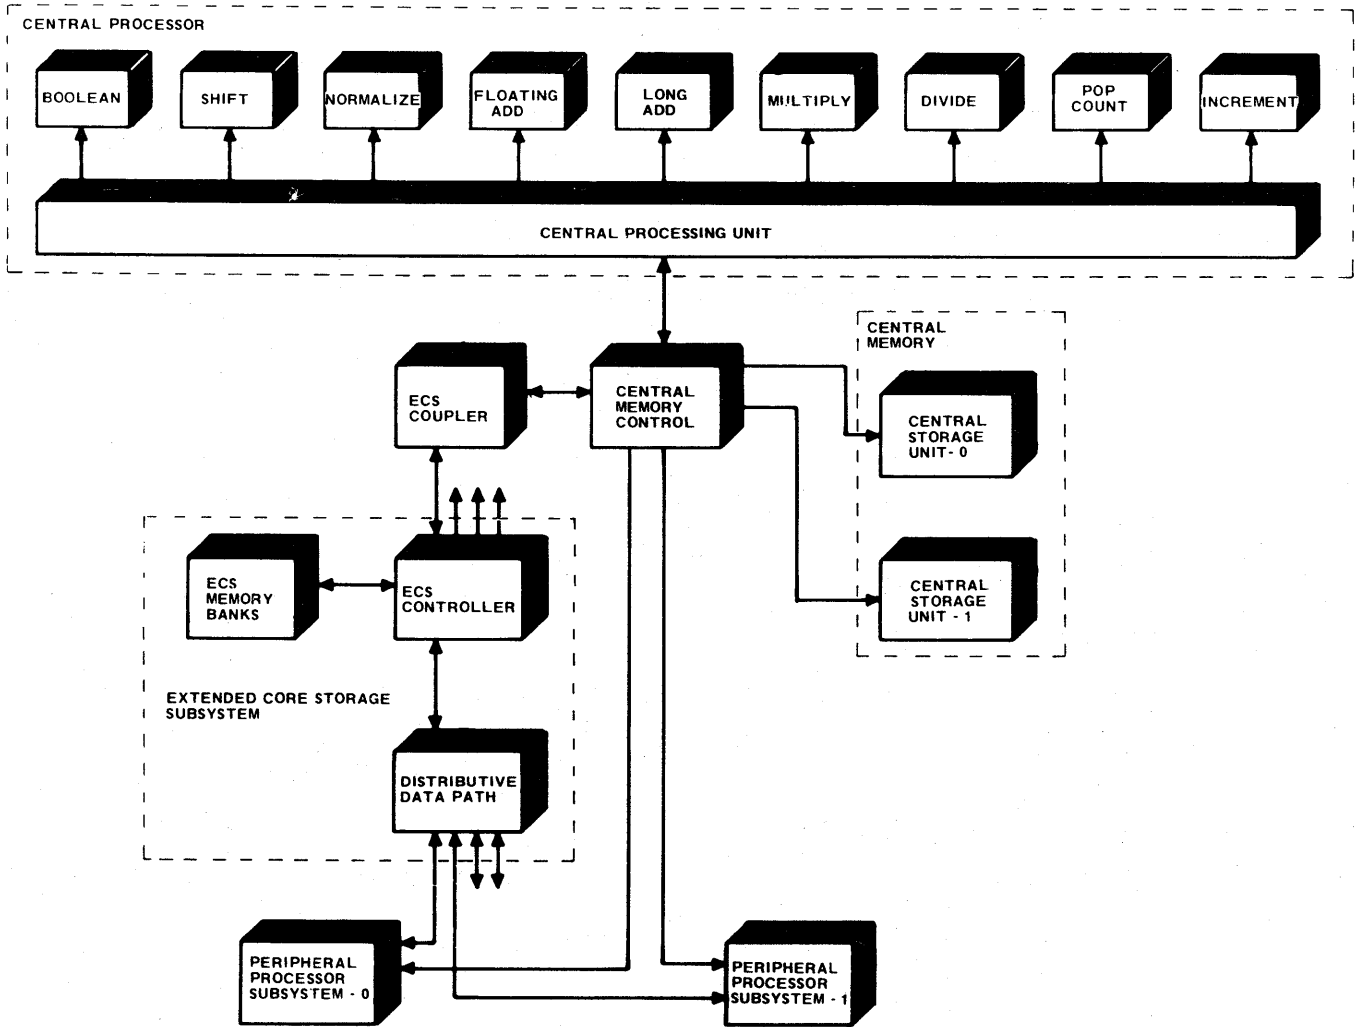 CENTRAL PROCESSOR
BOOLEAN
SHIFT
NORMALIZE
FLOATING
ADD
LONG
ADD
MULTIPLY
DIVIDE
POP
COUNT
INCREMENT
CENTRAL PROCESSING UNIT
ECS
COUPLER
CENTRAL
MEMORY
CONTROL
CENTRAL
MEMORY
CENTRAL
STORAGE
UNIT - 0
CENTRAL
STORAGE
UNIT - 1
ECS
MEMORY
BANKS
ECS
CONTROLLER
EXTENDED CORE STORAGE
SUBSYSTEM
DISTRIBUTIVE
DATA PATH
PERIPHERAL
PROCESSOR
SUBSYSTEM - 0
PERIPHERAL
PROCESSOR
SUBSYSTEM - 1